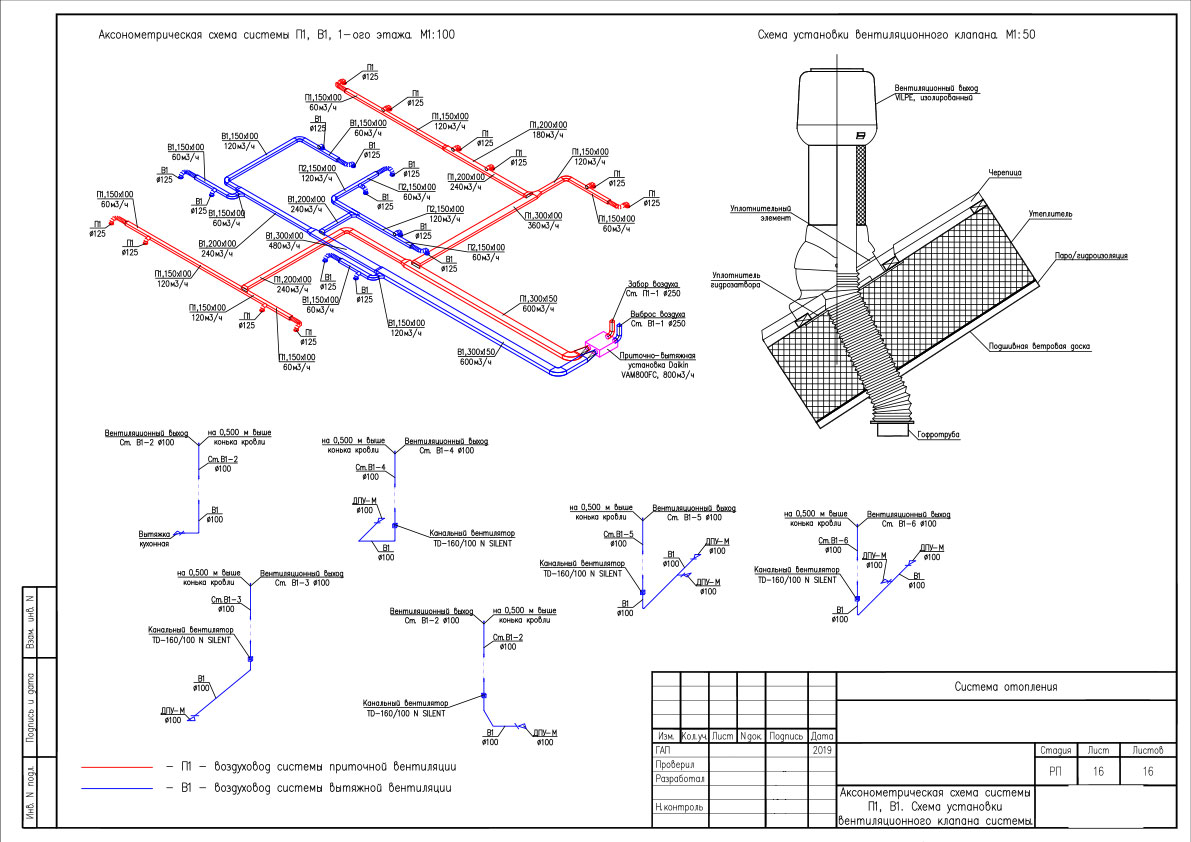 Аксонометрическая схема системы П1, В1, 1-ого этажа. М1:100
Схема установки вентиляционного клапана. М1:50
П1
ø125
П1,150х100
60м3/ч
П1
ø125
П1,150х100
120м3/ч
П1
ø125
П1,200х100
180м3/ч
П1
ø125
П1,150х100
120м3/ч
П1,200х100
240м3/ч
П1
ø125
П1
ø125
П1,150х100
60м3/ч
П1,300х100
360м3/ч
В1
ø125
В1,150х100
60м3/ч
В1
ø125
В1,150х100
120м3/ч
В1,150х100
60м3/ч
В1
ø125
В1
ø125
В1,150х100
60м3/ч
В1,200х100
240м3/ч
П2,150х100
120м3/ч
В1
ø125
П2,150х100
60м3/ч
В1
ø125
В1,200х100
240м3/ч
П2,150х100
120м3/ч
В1
ø125
П2,150х100
60м3/ч
В1
ø125
В1,300х100
480м3/ч
П1,150х100
60м3/ч
П1
ø125
П1
ø125
П1,150х100
120м3/ч
П1,200х100
240м3/ч
П1,150х100
120м3/ч
П1
ø125
П1
ø125
П1,150х100
60м3/ч
В1
ø125
В1,150х100
60м3/ч
В1
ø125
В1,150х100
120м3/ч
П1,300х150
600м3/ч
В1,300х150
600м3/ч
Забор воздуха
Ст. П1-1 ø250
Выброс воздуха
Ст. В1-1 ø250
Приточно-вытяжная
установка Daikin
VAM800FC, 800м3/ч
Вентиляционный выход
VILPE, изолированный
Черепица
Уплотнительный
элемент
Утеплитель
Паро/гидроизоляция
Уплотнитель
гидрозатвора
Подшивная ветровая доска
Гофротруба
Вентиляционный выход
Ст. В1-2 ø100
на 0,500 м выше
конька кровли
Ст.В1-2
ø100
В1
ø100
Вытяжка
кухонная
на 0,500 м выше
конька кровли
Вентиляционный выход
Ст. В1-4 ø100
Ст.В1-4
ø100
ДПУ-М
ø100
В1
ø100
Канальный вентилятор
TD-160/100 N SILENT
на 0,500 м выше
конька кровли
Вентиляционный выход
Ст. В1-5 ø100
Ст.В1-5
ø100
Канальный вентилятор
TD-160/100 N SILENT
В1
ø100
ДПУ-М
ø100
ДПУ-М
ø100
В1
ø100
на 0,500 м выше
конька кровли
Вентиляционный выход
Ст. В1-6 ø100
Ст.В1-6
ø100
Канальный вентилятор
TD-160/100 N SILENT
ДПУ-М
ø100
ДПУ-М
ø100
В1
ø100
В1
ø100
на 0,500 м выше
конька кровли
Вентиляционный выход
Ст. В1-3 ø100
Ст.В1-3
ø100
Канальный вентилятор
TD-160/100 N SILENT
В1
ø100
ДПУ-М
ø100
Вентиляционный выход
Ст. В1-2 ø100
на 0,500 м выше
конька кровли
Ст.В1-2
ø100
Канальный вентилятор
TD-160/100 N SILENT
В1
ø100
ДПУ-М
ø100
- П1 - воздуховод системы приточной вентиляции
- В1 - воздуховод системы вытяжной вентиляции
Взам. инв. N
Подпись и дата
Инв. N подл.
Система отопления
Изм. Кол.уч. Лист N док. Подпись Дата
ГАП 2019
Проверил
Разработал
Н.контроль
Стадия Лист Листов
РП 16 16
Аксонометрическая схема системы
П1, В1. Схема установки
вентиляционного клапана системы.